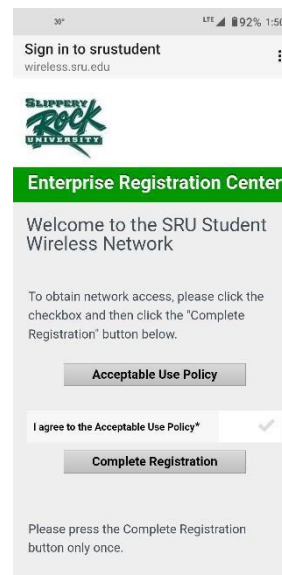 30°
LTE 92% 1:50
Sign in to srustudent
wireless.sru.edu
SLIPPERY
ROCK
UNIVERSITY
Enterprise Registration Center
Welcome to the SRU Student
Wireless Network
To obtain network access, please click the
checkbox and then click the "Complete
Registration" button below.
Acceptable Use Policy
I agree to the Acceptable Use Policy*
Complete Registration
Please press the Complete Registration
button only once.